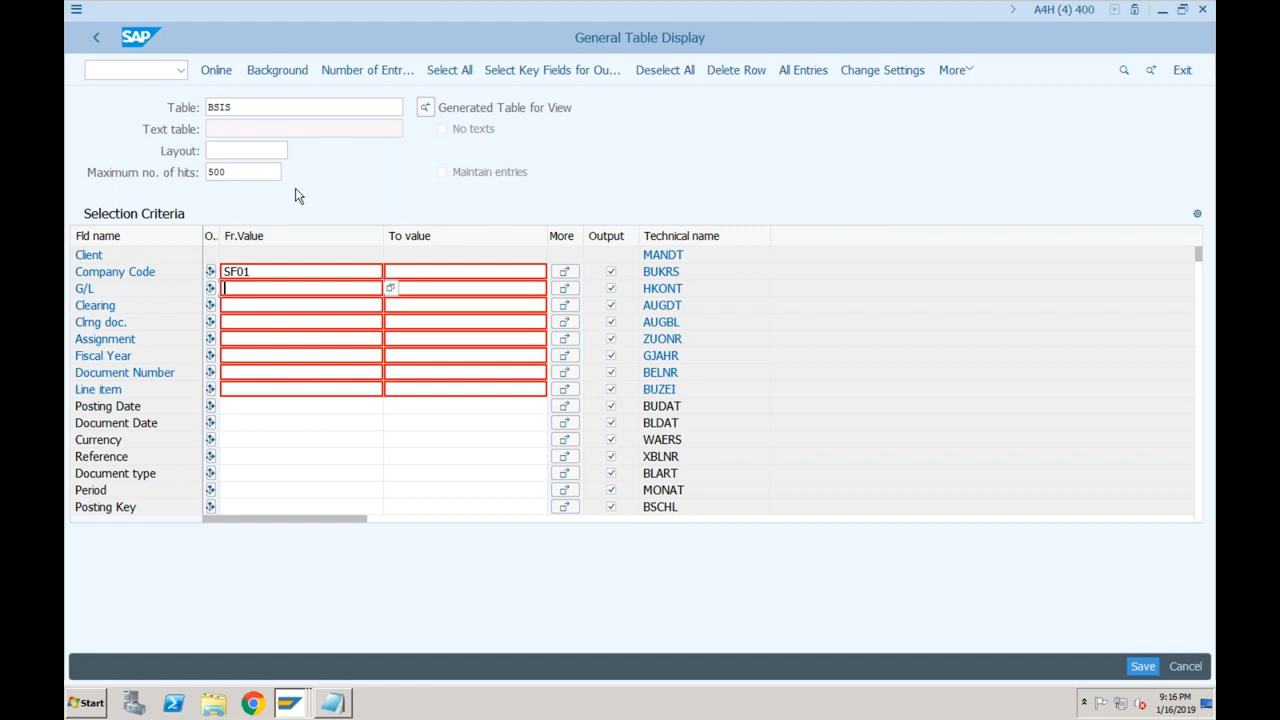 A4H (4) 400
SAP General Table Display
Online Background Number of Entr... Select All Select Key Fields for Ou... Deselect All Delete Row All Entries Change Settings More Exit
Table: BSIS Generated Table for View
Text table: No texts
Layout:
Maximum no. of hits: 500 Maintain entries
Selection Criteria
Fld name O.. Fr.Value To value More Output Technical name
Client MANDT
Company Code SF01 BUKRS
G/L HKONT
Clearing AUGDT
Clrng doc. AUGBL
Assignment ZUONR
Fiscal Year GJAHR
Document Number BELNR
Line item BUZEI
Posting Date BUDAT
Document Date BLDAT
Currency WAERS
Reference XBLNR
Document type BLART
Period MONAT
Posting Key BSCHL
Save Cancel
Start 9:16 PM
1/16/2019